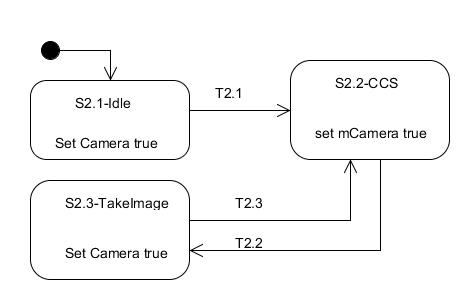 S2.1-Idle
Set Camera true
T2.1
S2.2-CCS
set mCamera true
S2.3-TakeImage
Set Camera true
T2.3
T2.2